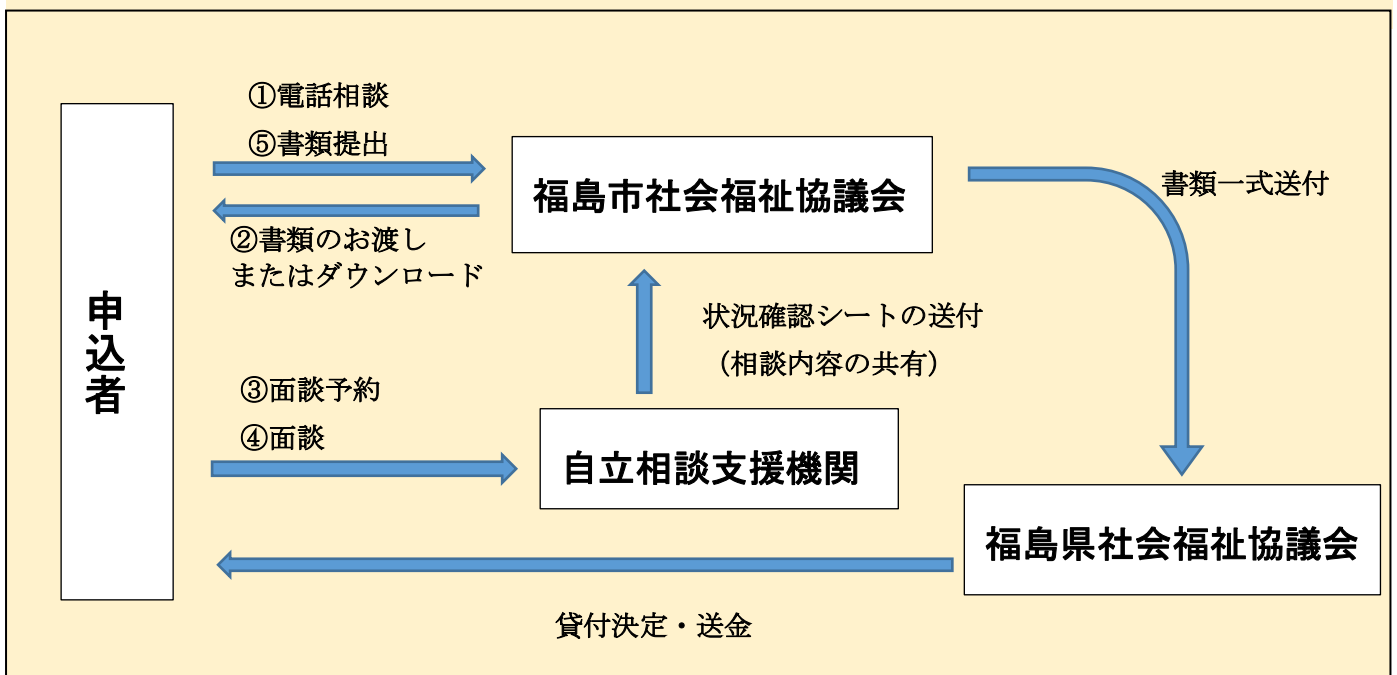 ①電話相談
⑤書類提出
福島市社会福祉協議会
書類一式送付
②書類のお渡し
またはダウンロード
申込者
状況確認シートの送付
（相談内容の共有）
③面談予約
④面談
自立相談支援機関
福島県社会福祉協議会
貸付決定・送金